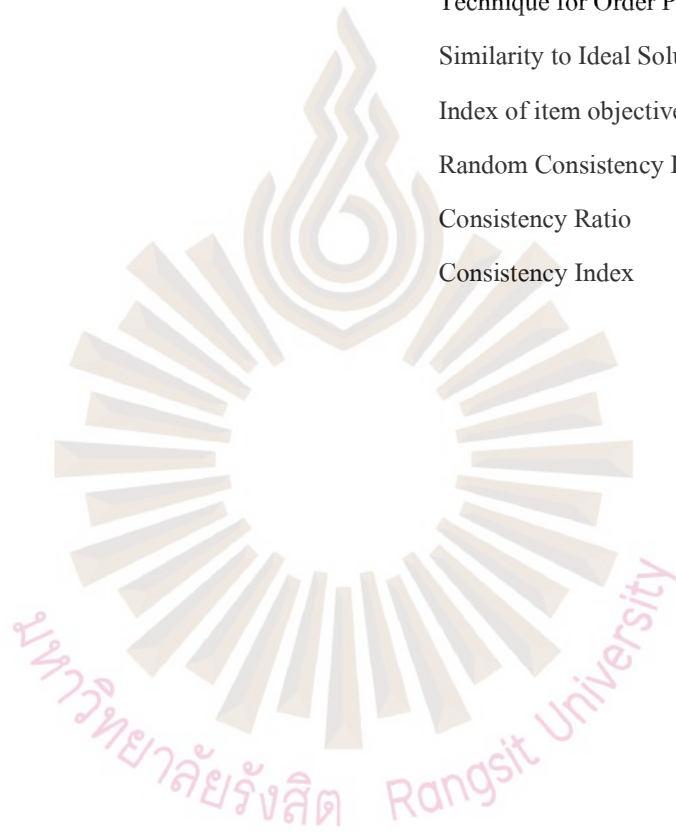 Technique for Order P
Similarity to Ideal Solu
Index of item objective
Random Consistency I
Consistency Ratio
Consistency Index
มหาวิทยาลัยรังสิต Rangsit University